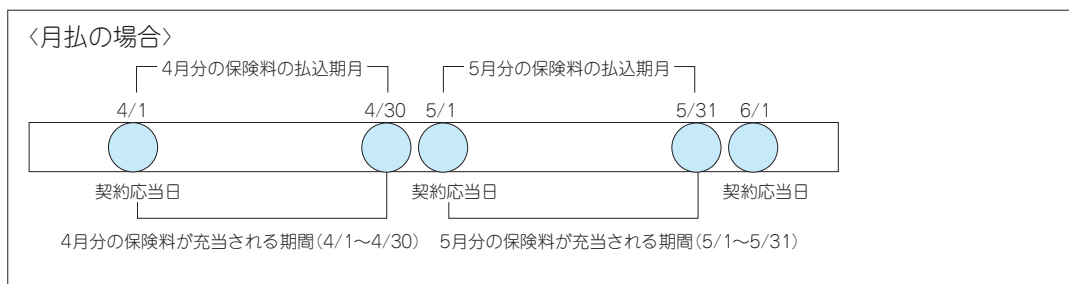 〈月払の場合〉
4月分の保険料の払込期月 5月分の保険料の払込期月
4/1 4/30 5/1 5/31 6/1
契約応当日 契約応当日 契約応当日
4月分の保険料が充当される期間(4/1～4/30) 5月分の保険料が充当される期間(5/1～5/31)